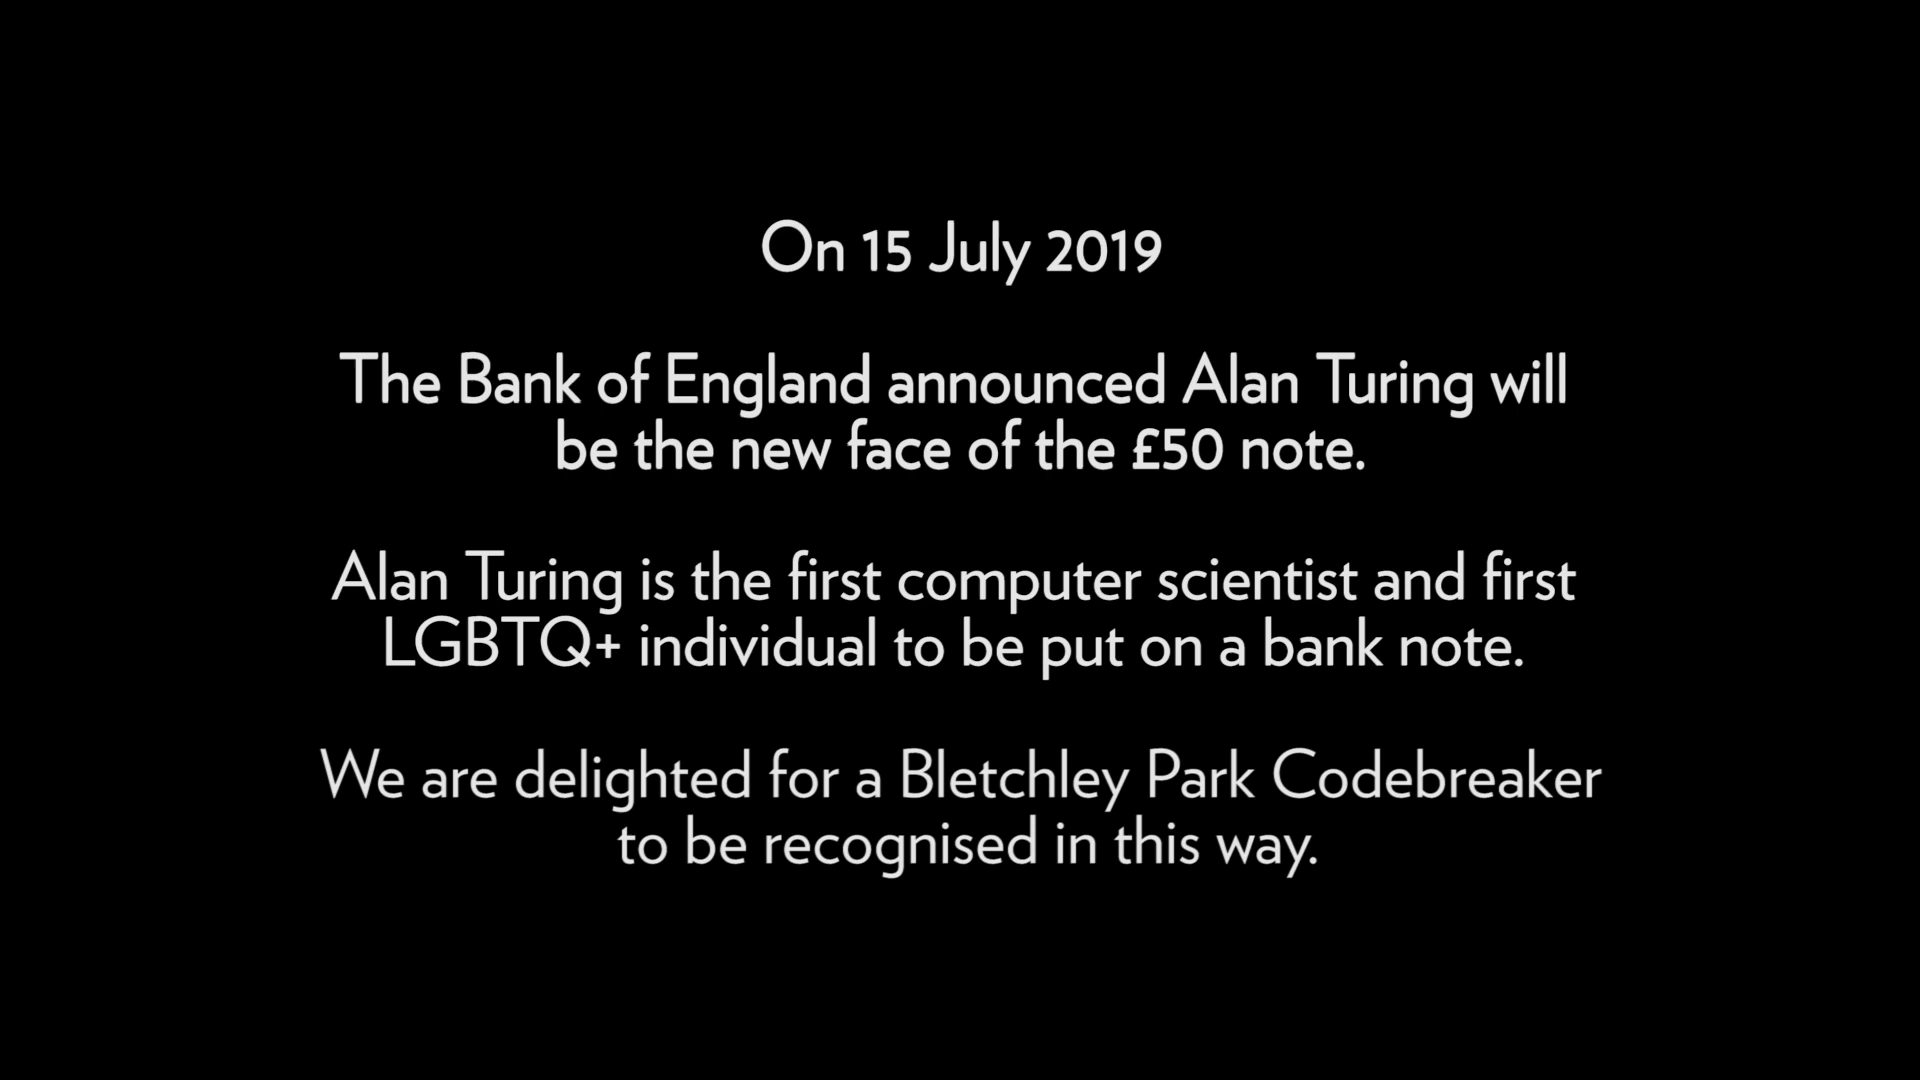 On 15 July 2019
The Bank of England announced Alan Turing will
be the new face of the £50 note.
Alan Turing is the first computer scientist and first
LGBTQ+ individual to be put on a bank note.
We are delighted for a Bletchley Park Codebreaker
to be recognised in this way.